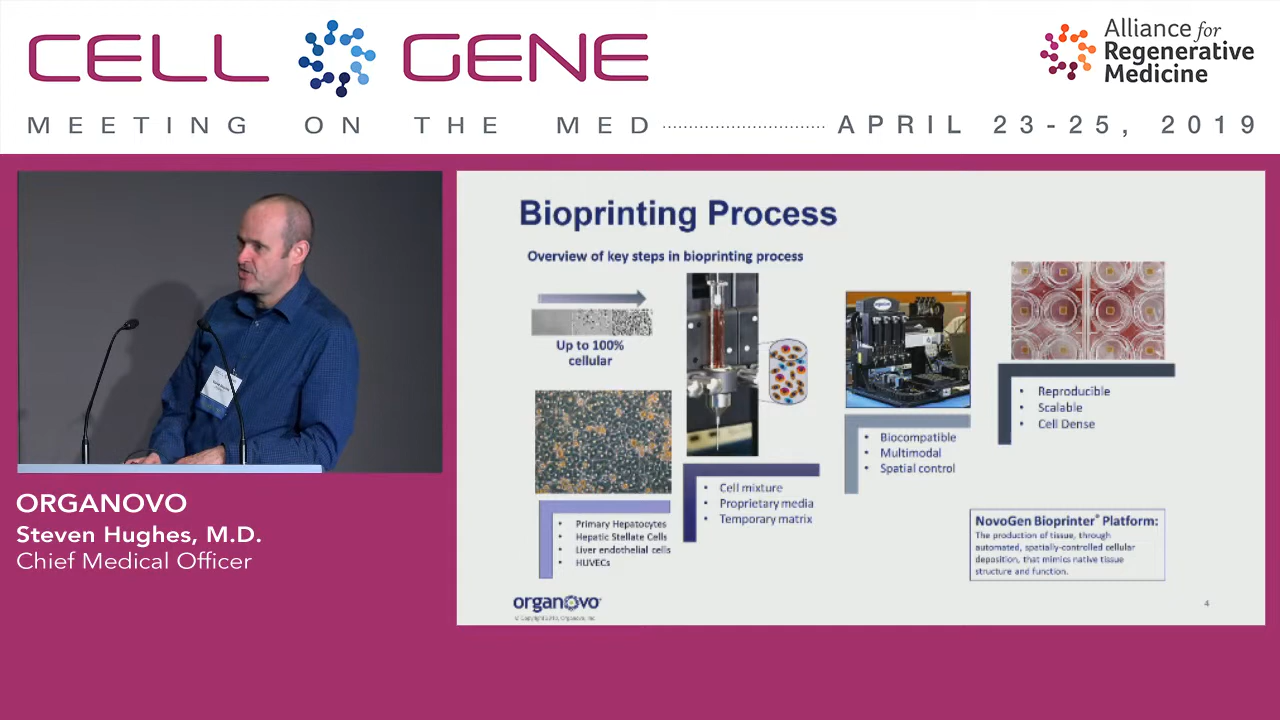 CELL GENE
MEETING ON THE MED
APRIL 23-25, 2019
Alliance for
Regenerative
Medicine
ORGANOVO
Steven Hughes, M.D.
Chief Medical Officer
Bioprinting Process
Overview of key steps in bioprinting process
Up to 100%
cellular
• Primary Hepatocytes
• Hepatic Stellate Cells
• Liver endothelial cells
• HUVECs
• Cell mixture
• Proprietary media
• Temporary matrix
• Biocompatible
• Multimodal
• Spatial control
• Reproducible
• Scalable
• Cell Dense
NovoGen Bioprinter® Platform:
The production of tissue, through
automated, spatially-controlled cellular
deposition, that mimics native tissue
structure and function.
organovo
4